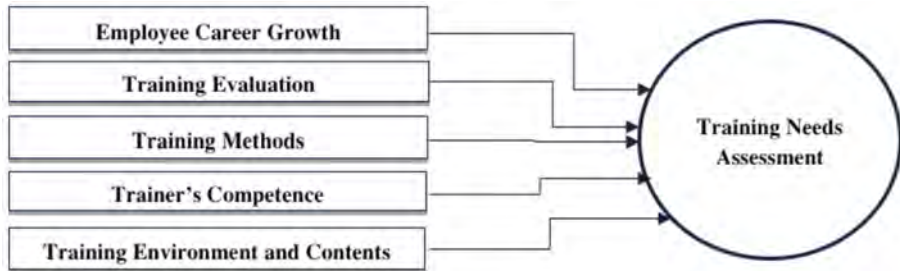 Employee Career Growth
Training Evaluation
Training Methods
Trainer’s Competence
Training Environment and Contents
Training Needs
Assessment